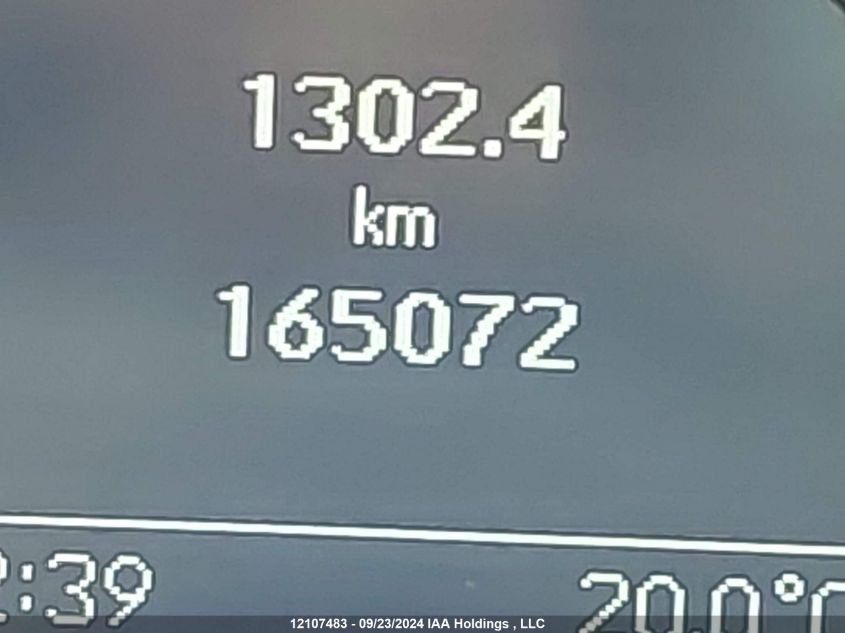 1302.4
km
165072
:39 20.0°C
12107483 - 09/23/2024 IAA Holdings , LLC